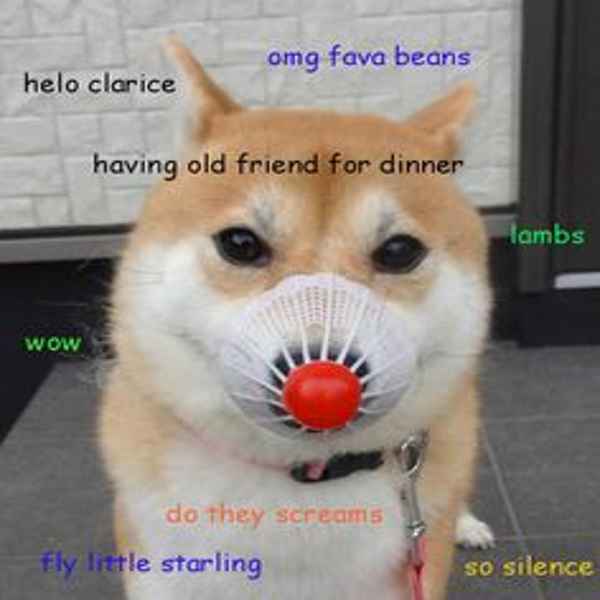 omg fava beans
helo clarice
having old friend for dinner
lambs
wow
do they screams
fly little starling
so silence